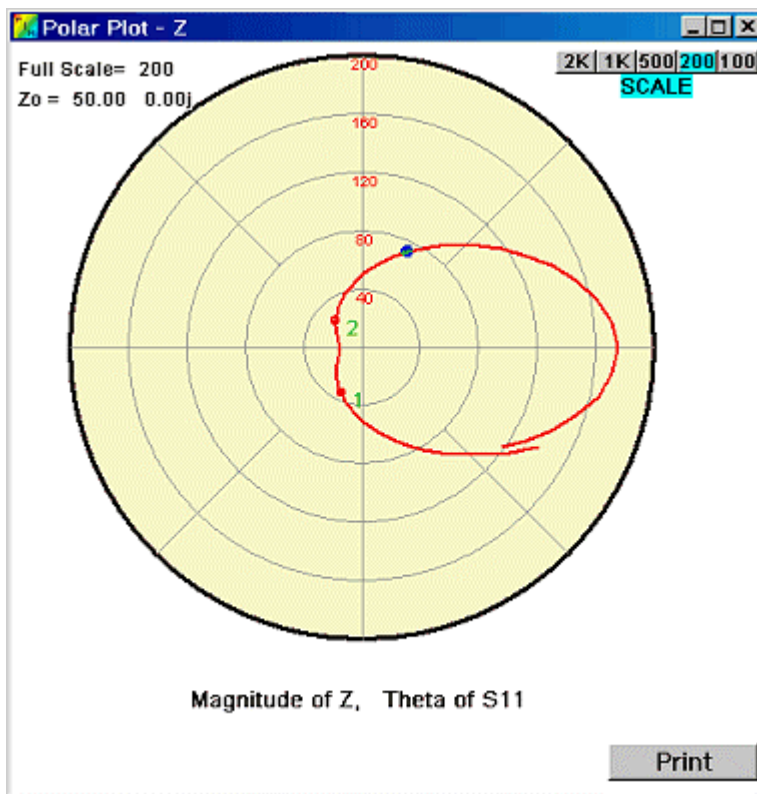 Polar Plot - Z
Full Scale= 200
Zo = 50.00 0.00j
2K 1K 500 200 100
SCALE
200
160
120
80
40
2
1
Magnitude of Z, Theta of S11
Print